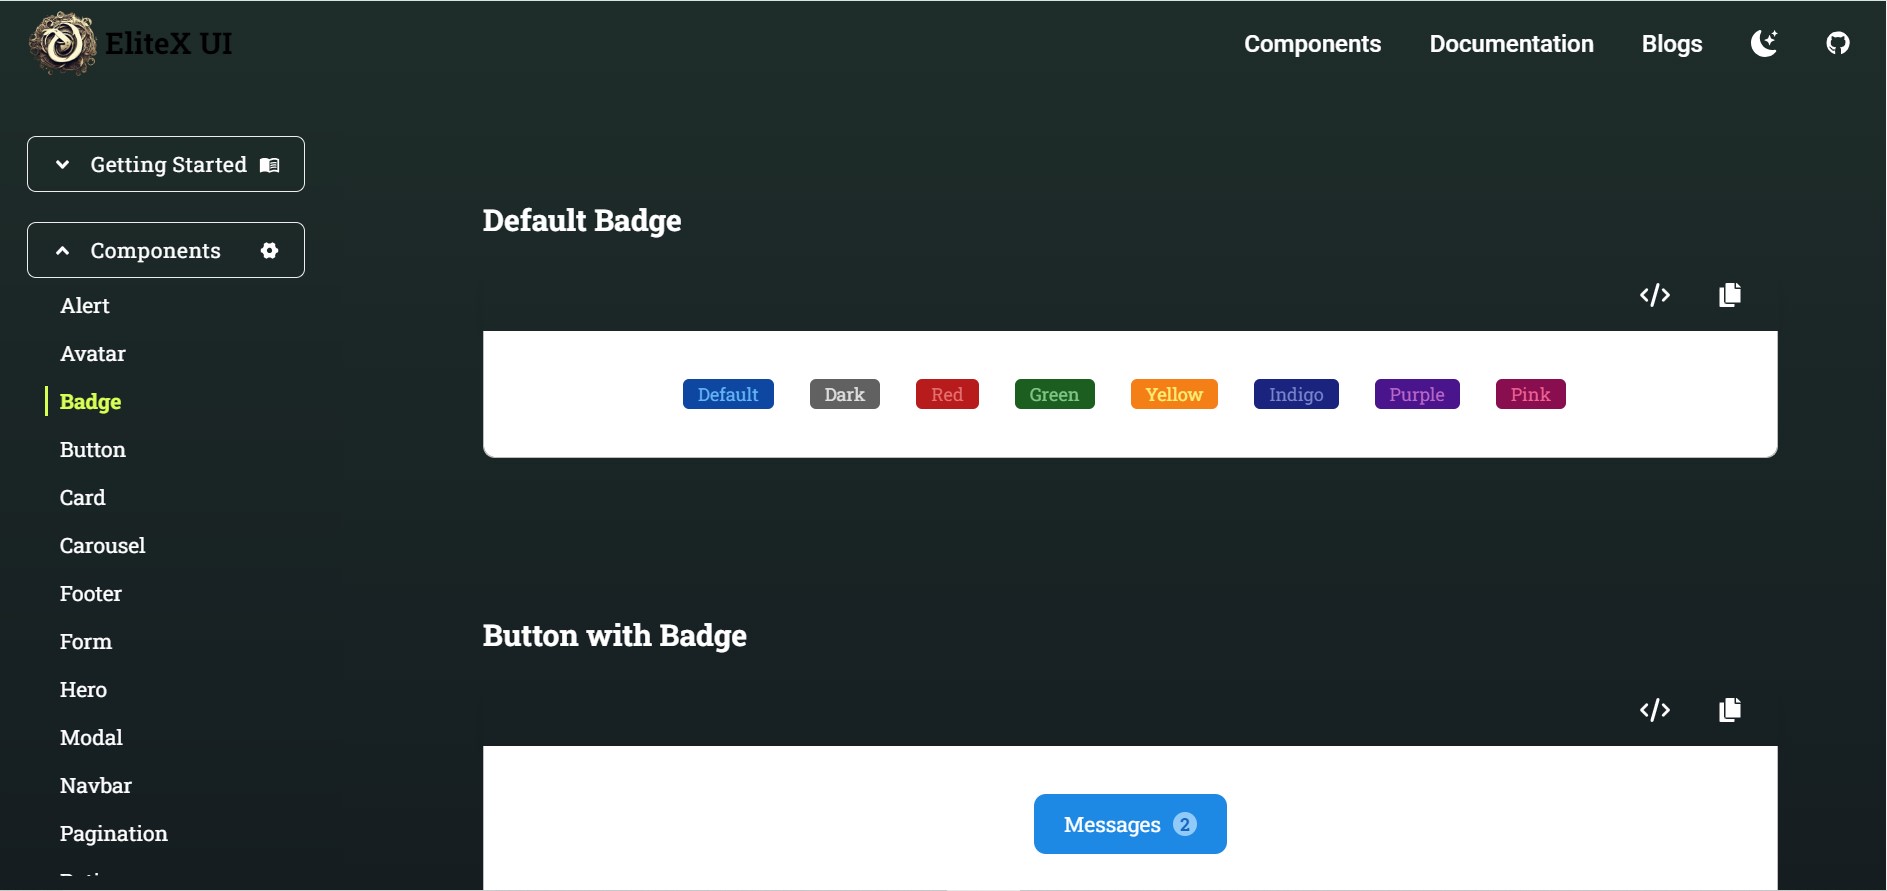 EliteX UI
Components Documentation Blogs
Getting Started
Components
Alert
Avatar
Badge
Button
Card
Carousel
Footer
Form
Hero
Modal
Navbar
Pagination
Default Badge
</>
Default Dark Red Green Yellow Indigo Purple Pink
Button with Badge
</>
Messages 2